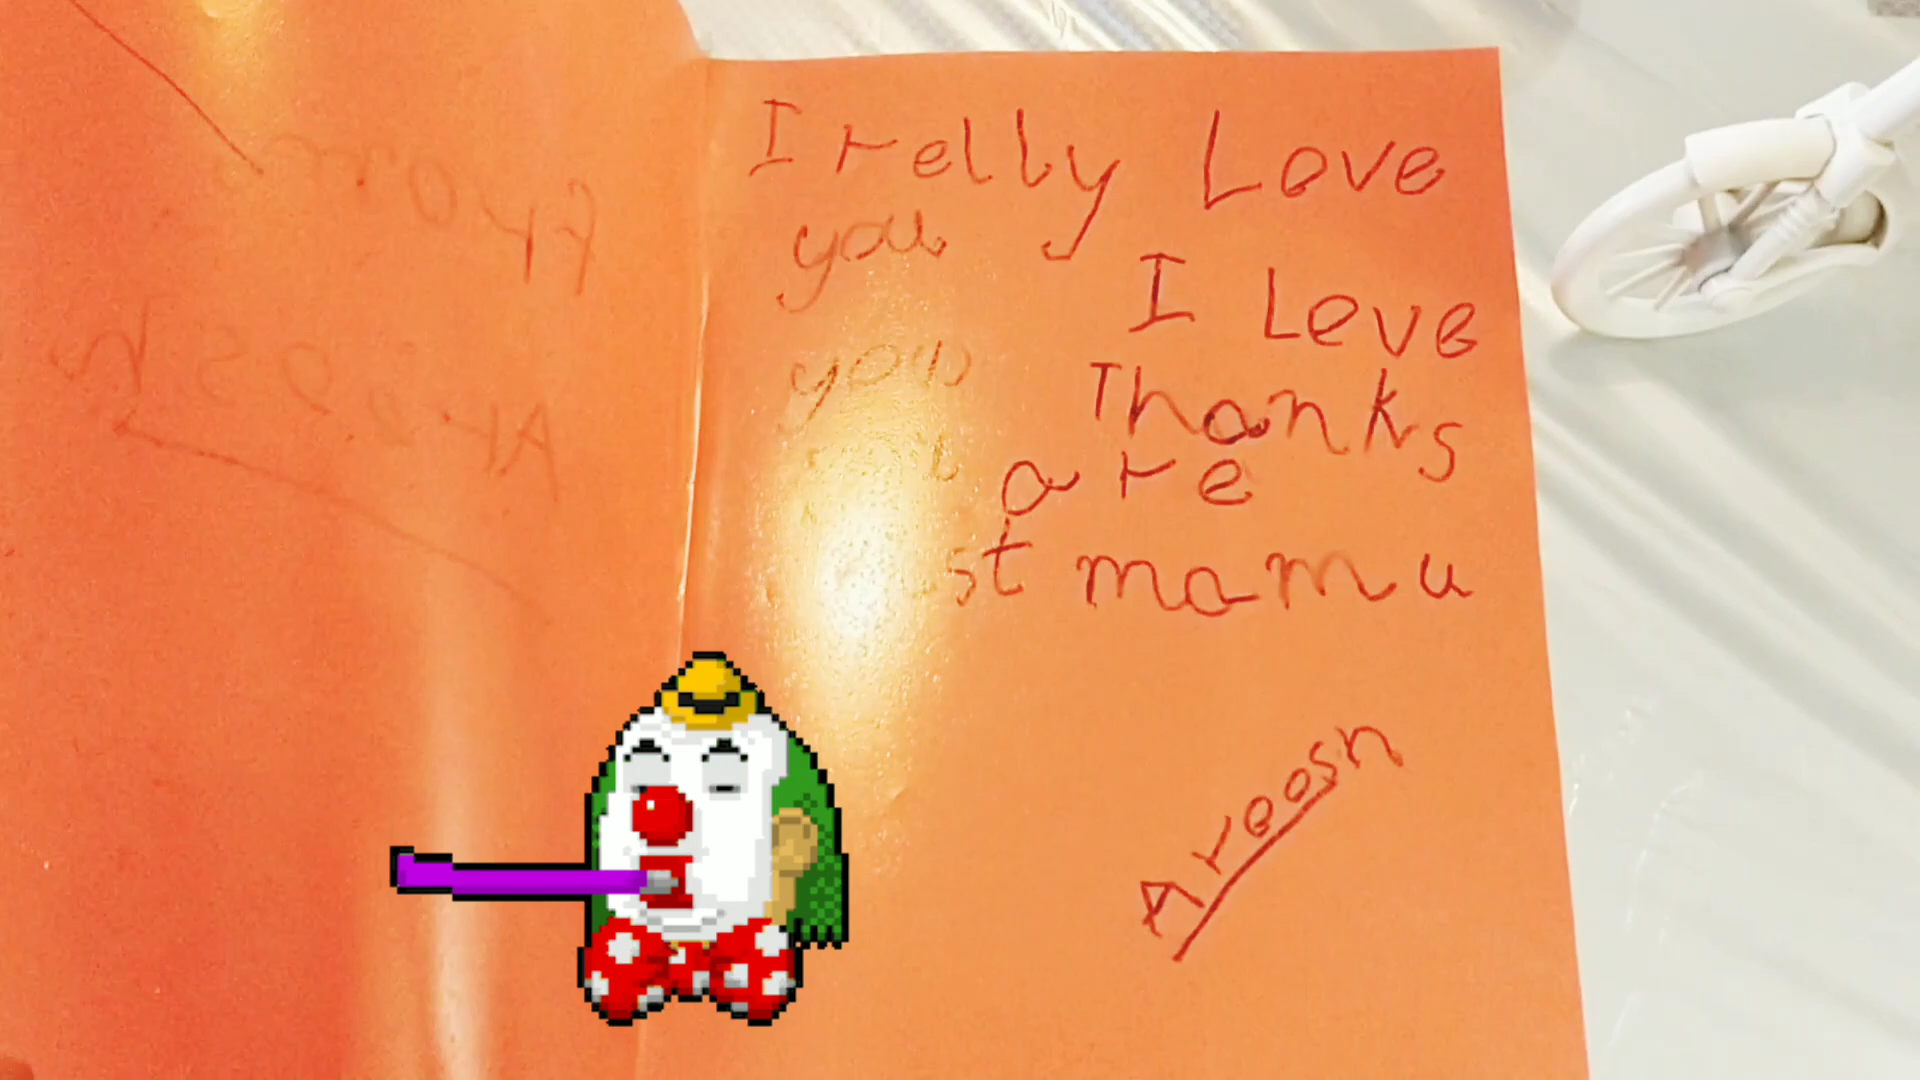 I relly Love
you
I Leve
you Thanks
are
st mamu
Aroosh